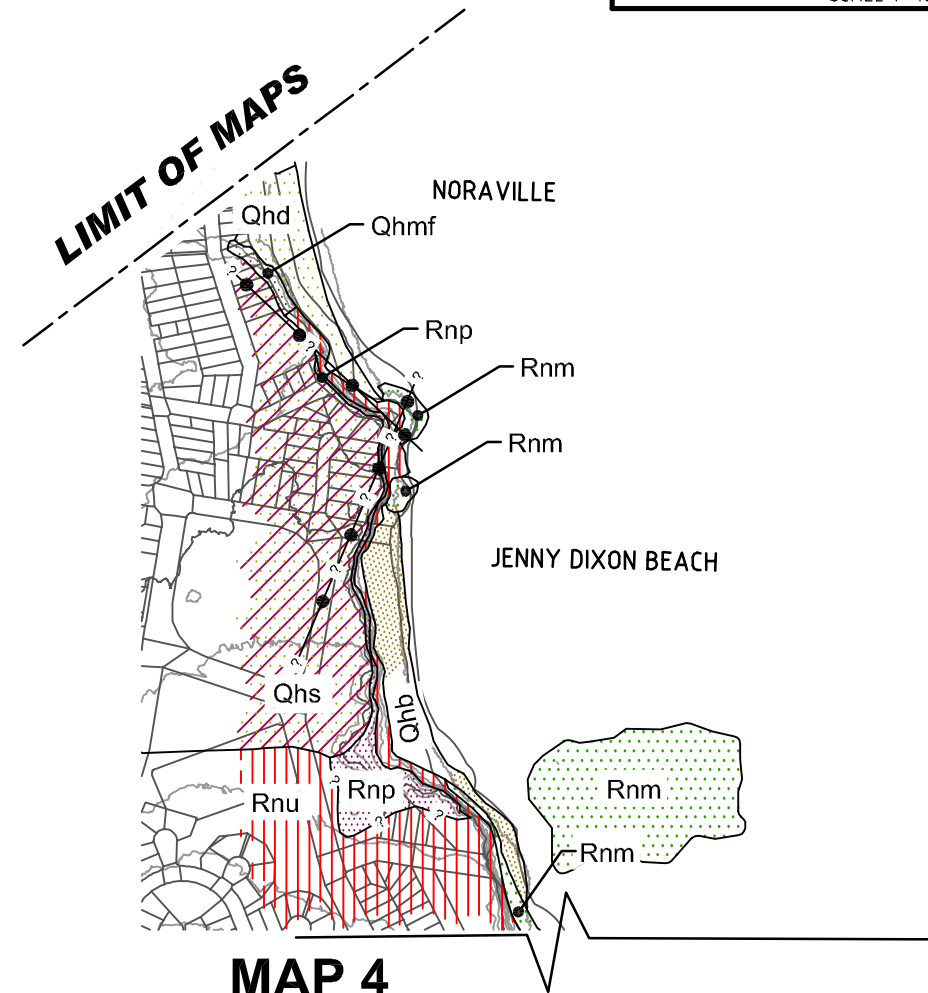 LIMIT OF MAPS
NORAVILLE
Qhd
Qhmf
?
Rnp
?
Rnm
?
?
Rnm
?
JENNY DIXON BEACH
?
?
Qhs
Qhb
Rnu
Rnp
Rnm
?
?
?
Rnm
MAP 4